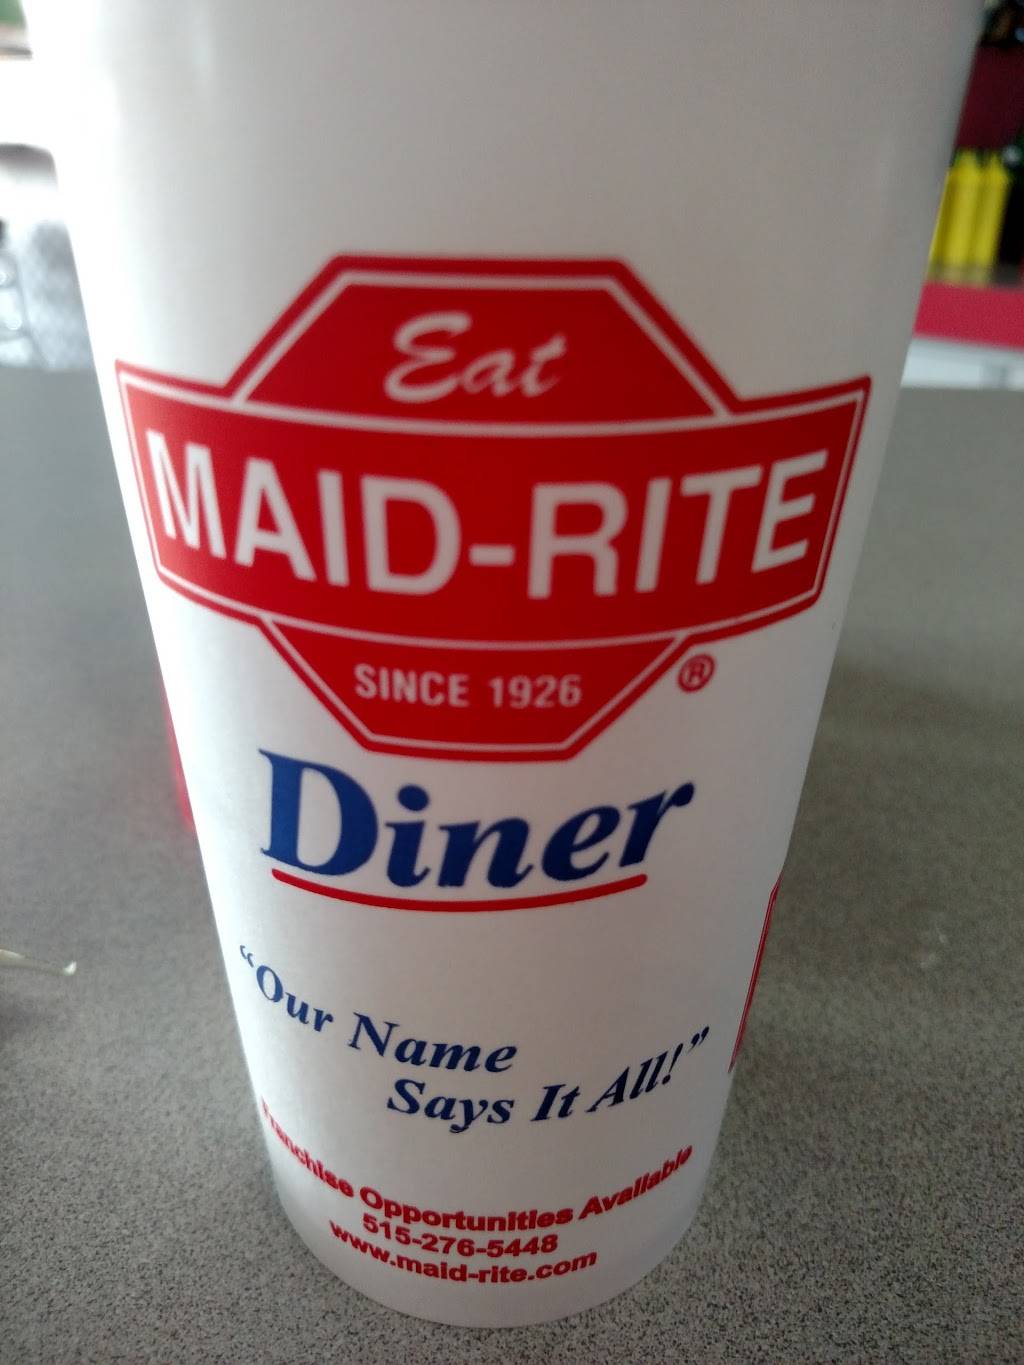 Eat
MAID-RITE
SINCE 1926
®
Diner
“Our Name
Says It All!”
Franchise Opportunities Available
515-276-5448
www.maid-rite.com